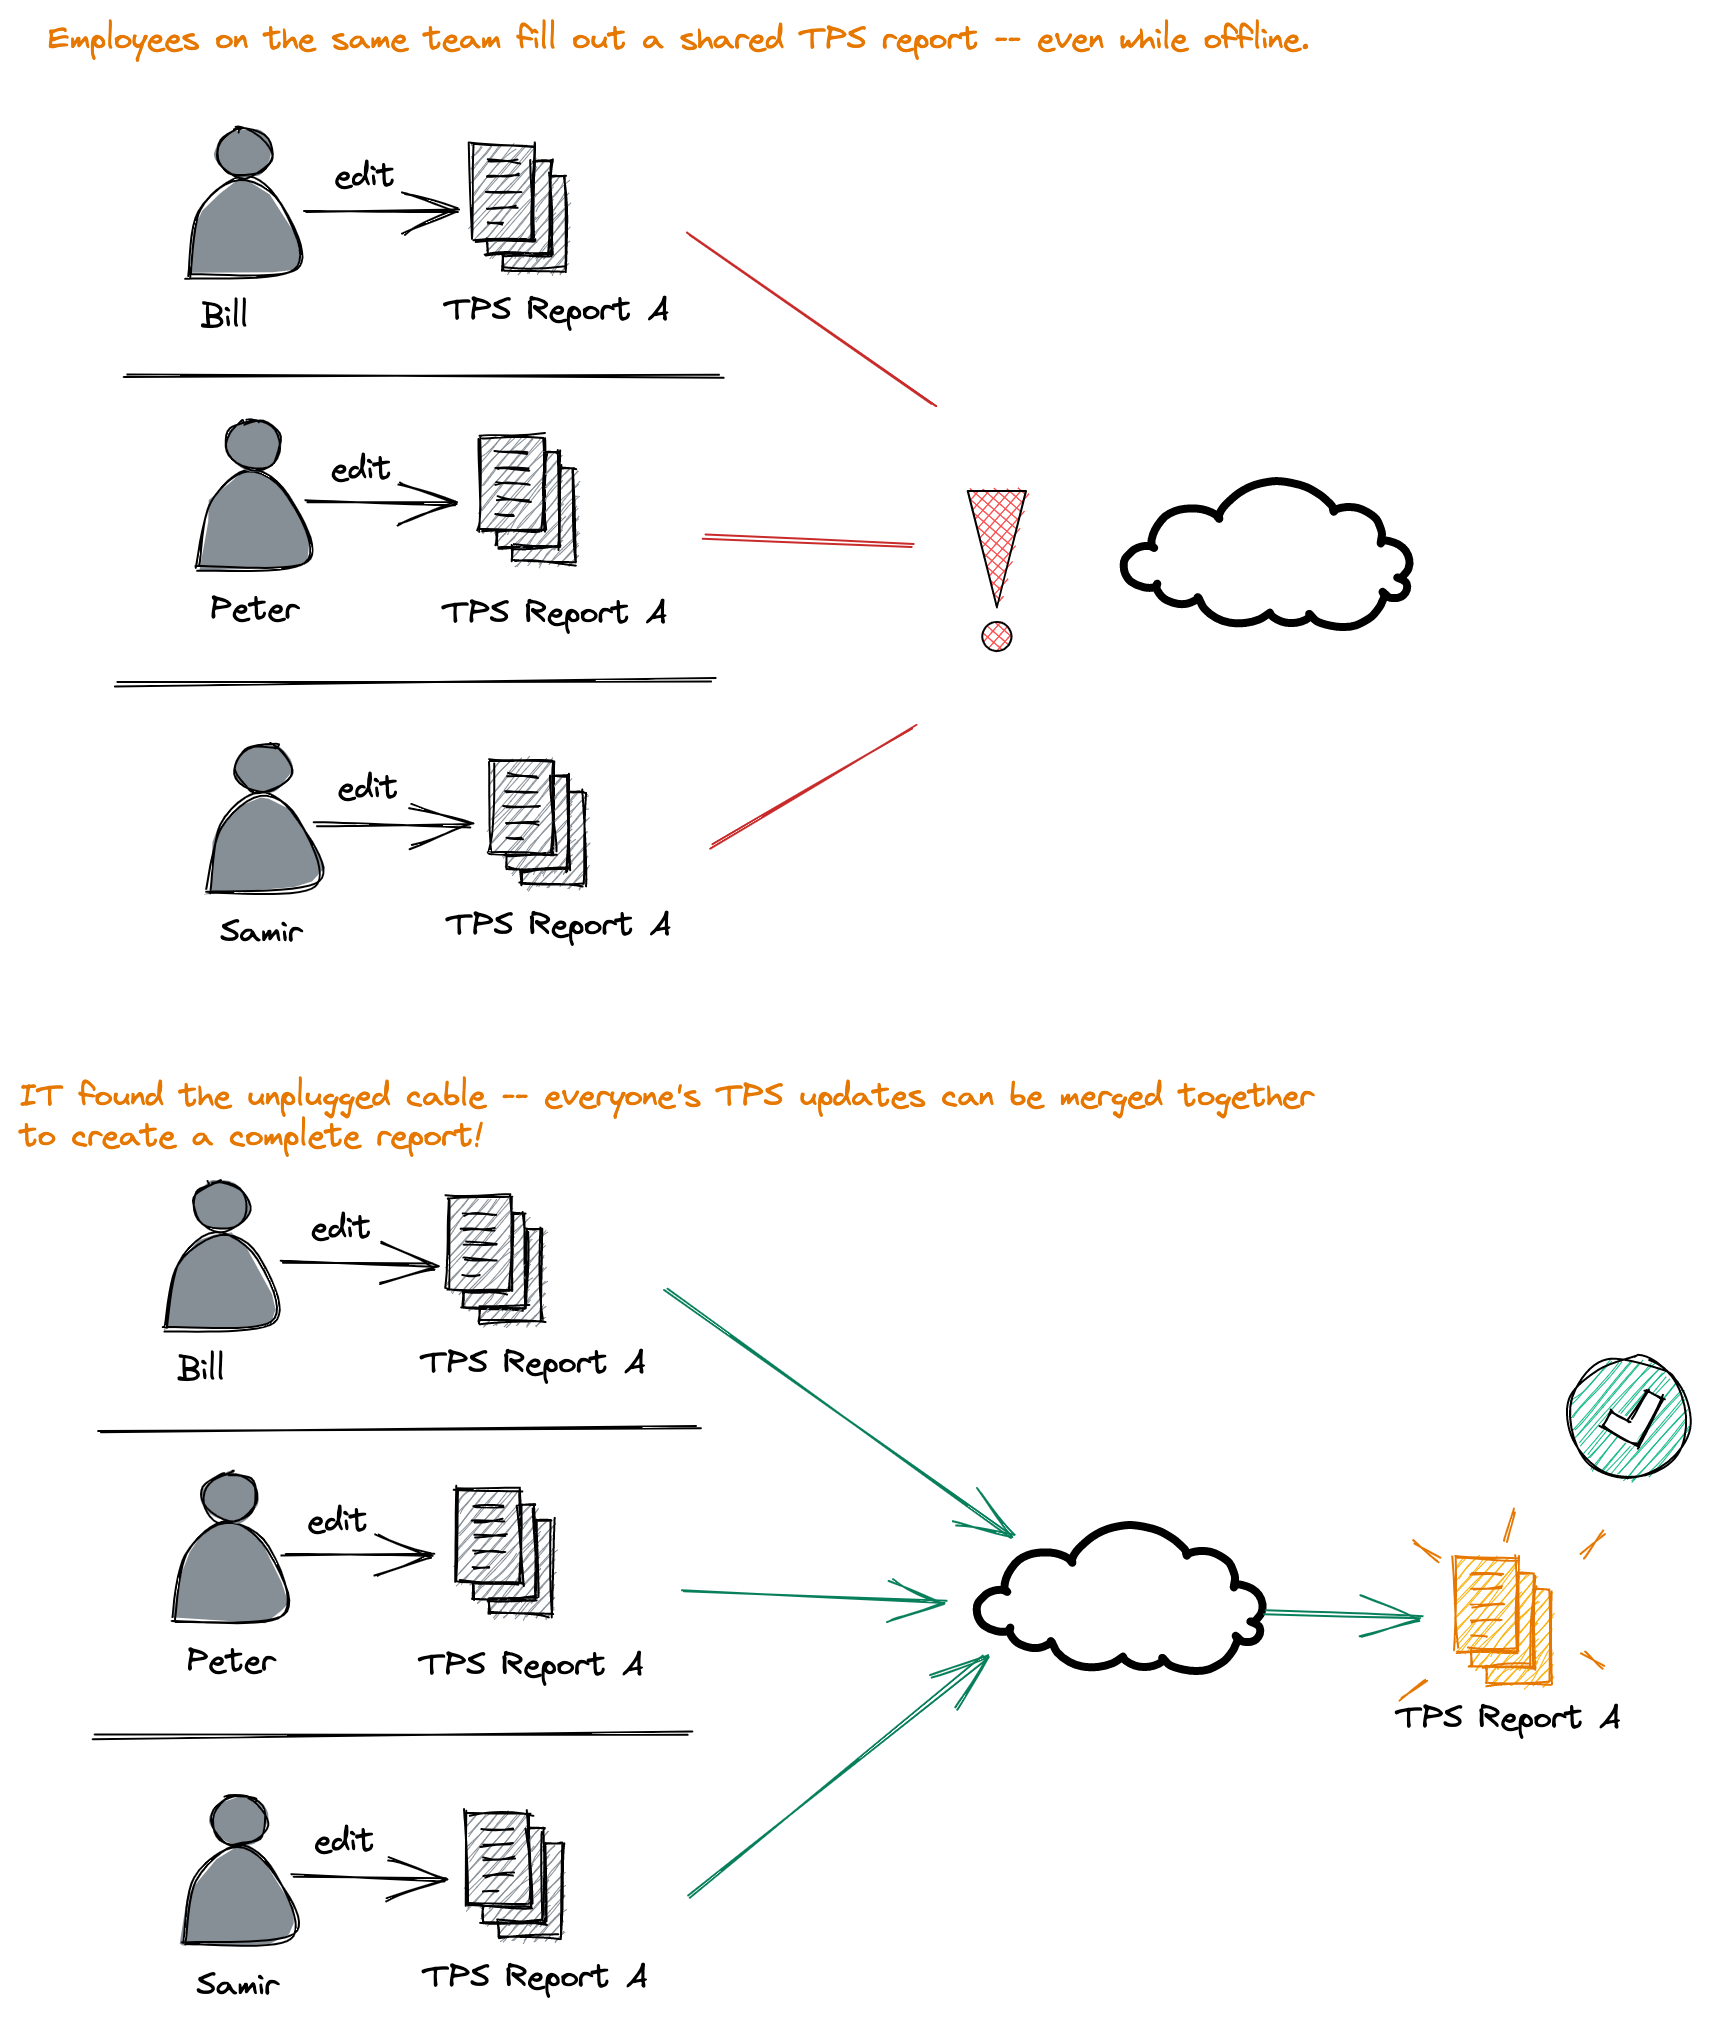 Employees on the same team fill out a shared TPS report -- even while offline.
edit
Bill
TPS Report A
edit
Peter
TPS Report A
edit
Samir
TPS Report A
IT found the unplugged cable -- everyone's TPS updates can be merged together
to create a complete report!
edit
Bill
TPS Report A
edit
Peter
TPS Report A
TPS Report A
edit
Samir
TPS Report A